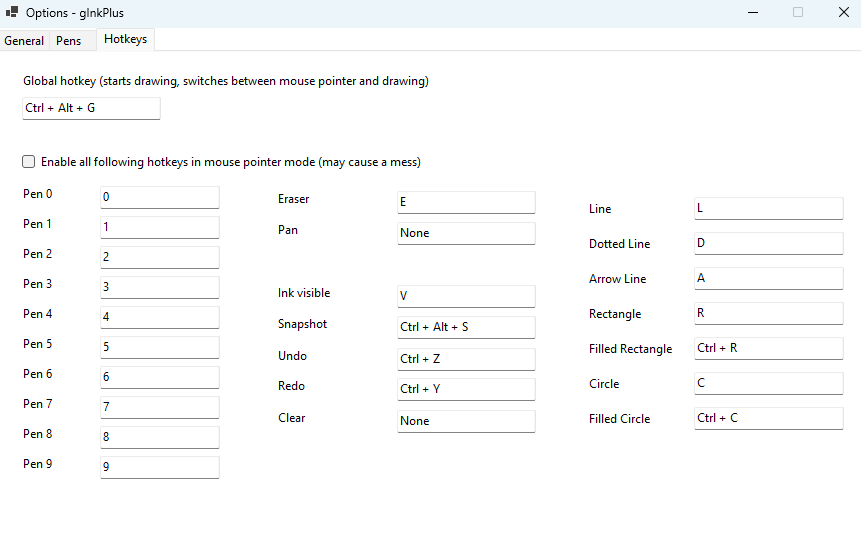 Options - gInkPlus
General Pens Hotkeys
Global hotkey (starts drawing, switches between mouse pointer and drawing)
Ctrl + Alt + G
Enable all following hotkeys in mouse pointer mode (may cause a mess)
Pen 0 0
Pen 1 1
Pen 2 2
Pen 3 3
Pen 4 4
Pen 5 5
Pen 6 6
Pen 7 7
Pen 8 8
Pen 9 9
Eraser E
Pan None
Ink visible V
Snapshot Ctrl + Alt + S
Undo Ctrl + Z
Redo Ctrl + Y
Clear None
Line L
Dotted Line D
Arrow Line A
Rectangle R
Filled Rectangle Ctrl + R
Circle C
Filled Circle Ctrl + C